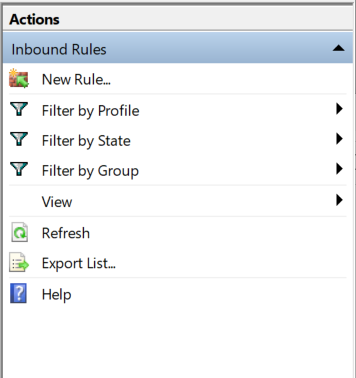 Actions
Inbound Rules
New Rule...
Filter by Profile
Filter by State
Filter by Group
View
Refresh
Export List...
Help